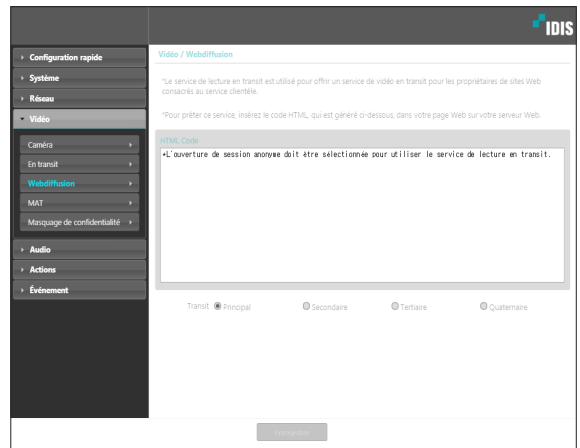 IDIS
Configuration rapide
Système
Réseau
Vidéo
Caméra
En transit
Webdiffusion
MAT
Masquage de confidentialité
Audio
Actions
Événement
Vidéo / Webdiffusion
*Le service de lecture en transit est utilisé pour offrir un service de vidéo en transit pour les propriétaires de sites Web
consacrés au service clientèle.
*Pour prêter ce service, insérez le code HTML, qui est généré ci-dessous, dans votre page Web sur votre serveur Web.
HTML Code
*L'ouverture de session anonyme doit être sélectionnée pour utiliser le service de lecture en transit.
Transit Principal Secondaire Tertiaire Quaternaire
Enregistrer